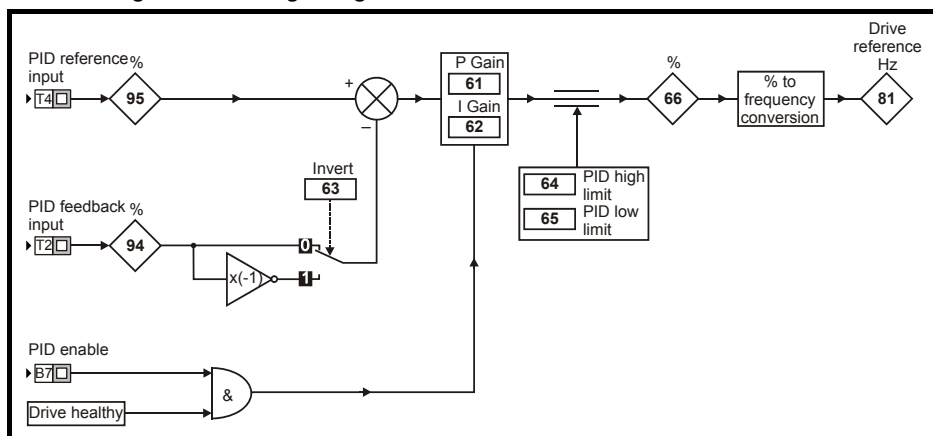 PID reference
input
T4
%
95
+
−
P Gain
61
I Gain
62
%
66
% to
frequency
conversion
Drive
reference
Hz
81
Invert
63
64
PID high
limit
65
PID low
limit
PID feedback
input
T2
%
94
0
x(-1)
1
PID enable
B7
Drive healthy
&